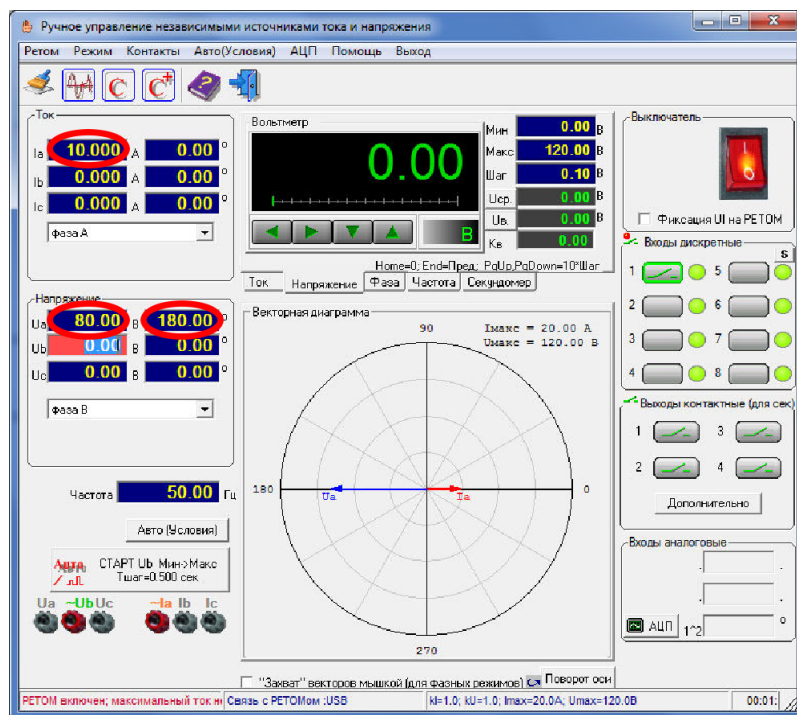 Ручное управление независимыми источниками тока и напряжения
Ретом Режим Контакты Авто(Условия) АЦП Помощь Выход
Ток
Ia 10.000 А 0.00 °
Ib 0.000 А 0.00 °
Ic 0.000 А 0.00 °
фаза А
Вольтметр
0.00
В
Мин 0.00 В
Макс 120.00 В
Шаг 0.10 В
Uср. 0.00 В
Uв. 0.00 В
Кв 0.00
Home=0; End=Пред; PgUp,PgDown=10*Шаг
Ток Напряжение Фаза Частота Секундомер
Выключатель
Фиксация UI на РЕТОМ
Входы дискретные
S
1 5
2 6
3 7
4 8
Напряжение
Ua 80.00 В 180.00 °
Ub 0.00 В 0.00 °
Uc 0.00 В 0.00 °
фаза В
Векторная диаграмма
90
Iмакс = 20.00 А
Uмакс = 120.00 В
180 Ua Ia 0
270
Выходы контактные (для сек)
1 3
2 4
Дополнительно
Частота 50.00 Гц
Авто (Условия)
Авто СТАРТ Ub Мин->Макс
Тшаг=0.500 сек
Ua ~Ub Uc ~Ia Ib Ic
Входы аналоговые
АЦП 1^2 °
"Захват" векторов мышкой (для фазных режимов) Поворот оси
РЕТОМ включен; максимальный ток не Связь с РЕТОМом :USB kI=1.0; kU=1.0; Imax=20.0A; Umax=120.0В 00:01: